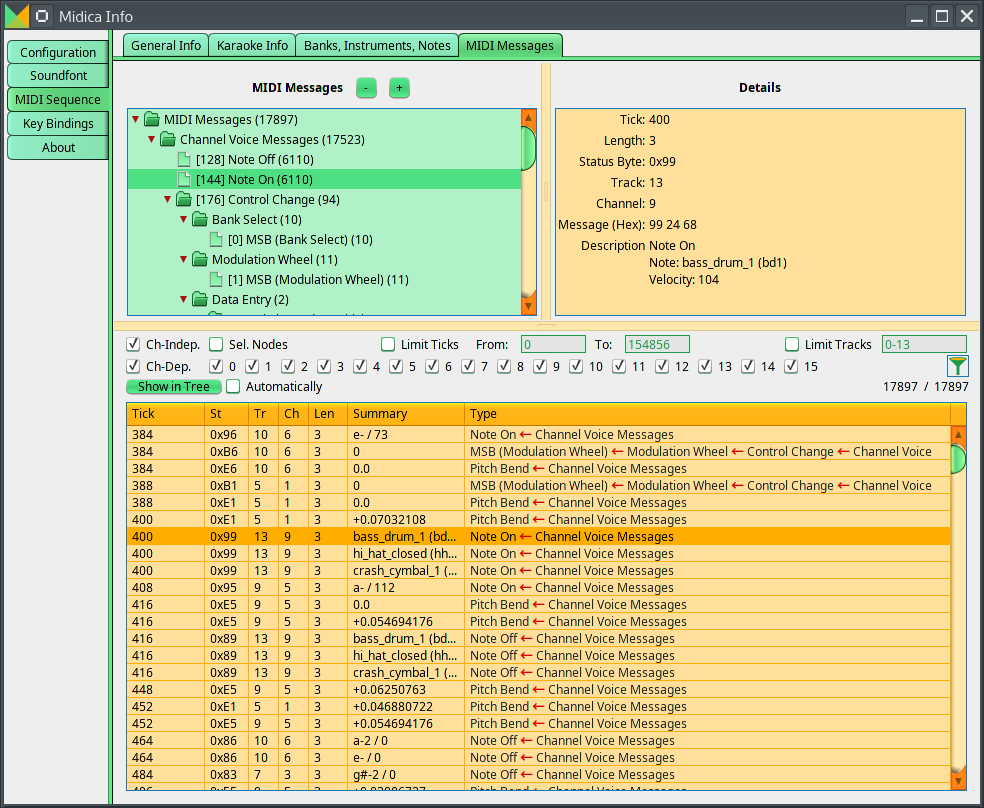 Midica Info
Configuration
Soundfont
MIDI Sequence
Key Bindings
About
General Info Karaoke Info Banks, Instruments, Notes MIDI Messages
MIDI Messages - +
MIDI Messages (17897)
Channel Voice Messages (17523)
[128] Note Off (6110)
[144] Note On (6110)
[176] Control Change (94)
Bank Select (10)
[0] MSB (Bank Select) (10)
Modulation Wheel (11)
[1] MSB (Modulation Wheel) (11)
Data Entry (2)
Details
Tick: 400
Length: 3
Status Byte: 0x99
Track: 13
Channel: 9
Message (Hex): 99 24 68
Description Note On
Note: bass_drum_1 (bd1)
Velocity: 104
Ch-Indep. Sel. Nodes Limit Ticks From: 0 To: 154856 Limit Tracks 0-13
Ch-Dep. 0 1 2 3 4 5 6 7 8 9 10 11 12 13 14 15
Show in Tree Automatically 17897 / 17897
Tick St Tr Ch Len Summary Type
384 0x96 10 6 3 e- / 73 Note On ← Channel Voice Messages
384 0xB6 10 6 3 0 MSB (Modulation Wheel) ← Modulation Wheel ← Control Change ← Channel Voice
384 0xE6 10 6 3 0.0 Pitch Bend ← Channel Voice Messages
388 0xB1 5 1 3 0 MSB (Modulation Wheel) ← Modulation Wheel ← Control Change ← Channel Voice
388 0xE1 5 1 3 0.0 Pitch Bend ← Channel Voice Messages
400 0xE1 5 1 3 +0.07032108 Pitch Bend ← Channel Voice Messages
400 0x99 13 9 3 bass_drum_1 (bd... Note On ← Channel Voice Messages
400 0x99 13 9 3 hi_hat_closed (hh... Note On ← Channel Voice Messages
400 0x99 13 9 3 crash_cymbal_1 (... Note On ← Channel Voice Messages
408 0x95 9 5 3 a- / 112 Note On ← Channel Voice Messages
416 0xE5 9 5 3 0.0 Pitch Bend ← Channel Voice Messages
416 0xE5 9 5 3 +0.054694176 Pitch Bend ← Channel Voice Messages
416 0x89 13 9 3 bass_drum_1 (bd... Note Off ← Channel Voice Messages
416 0x89 13 9 3 hi_hat_closed (hh... Note Off ← Channel Voice Messages
416 0x89 13 9 3 crash_cymbal_1 (... Note Off ← Channel Voice Messages
448 0xE5 9 5 3 +0.06250763 Pitch Bend ← Channel Voice Messages
452 0xE1 5 1 3 +0.046880722 Pitch Bend ← Channel Voice Messages
452 0xE5 9 5 3 +0.054694176 Pitch Bend ← Channel Voice Messages
464 0x86 10 6 3 a-2 / 0 Note Off ← Channel Voice Messages
464 0x86 10 6 3 e- / 0 Note Off ← Channel Voice Messages
484 0x83 7 3 3 g#-2 / 0 Note Off ← Channel Voice Messages